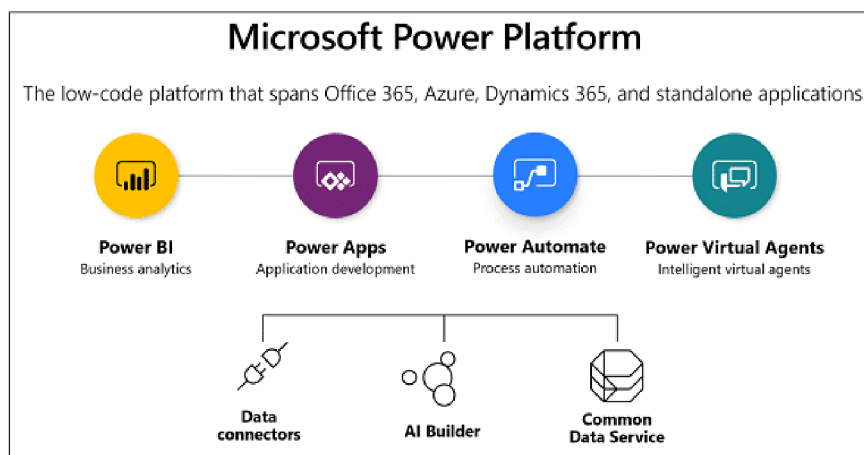 Microsoft Power Platform
The low-code platform that spans Office 365, Azure, Dynamics 365, and standalone applications
Power BI
Business analytics
Power Apps
Application development
Power Automate
Process automation
Power Virtual Agents
Intelligent virtual agents
Data
connectors
AI Builder
Common
Data Service